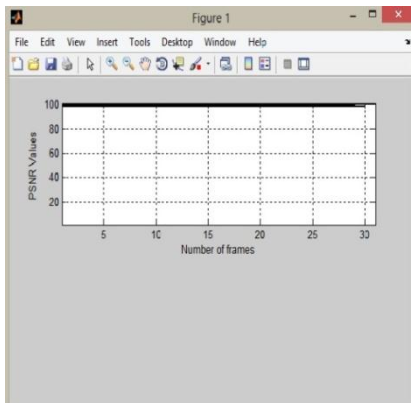 Figure 1
File Edit View Insert Tools Desktop Window Help
100
80
60
40
20
PSNR Values
5 10 15 20 25 30
Number of frames